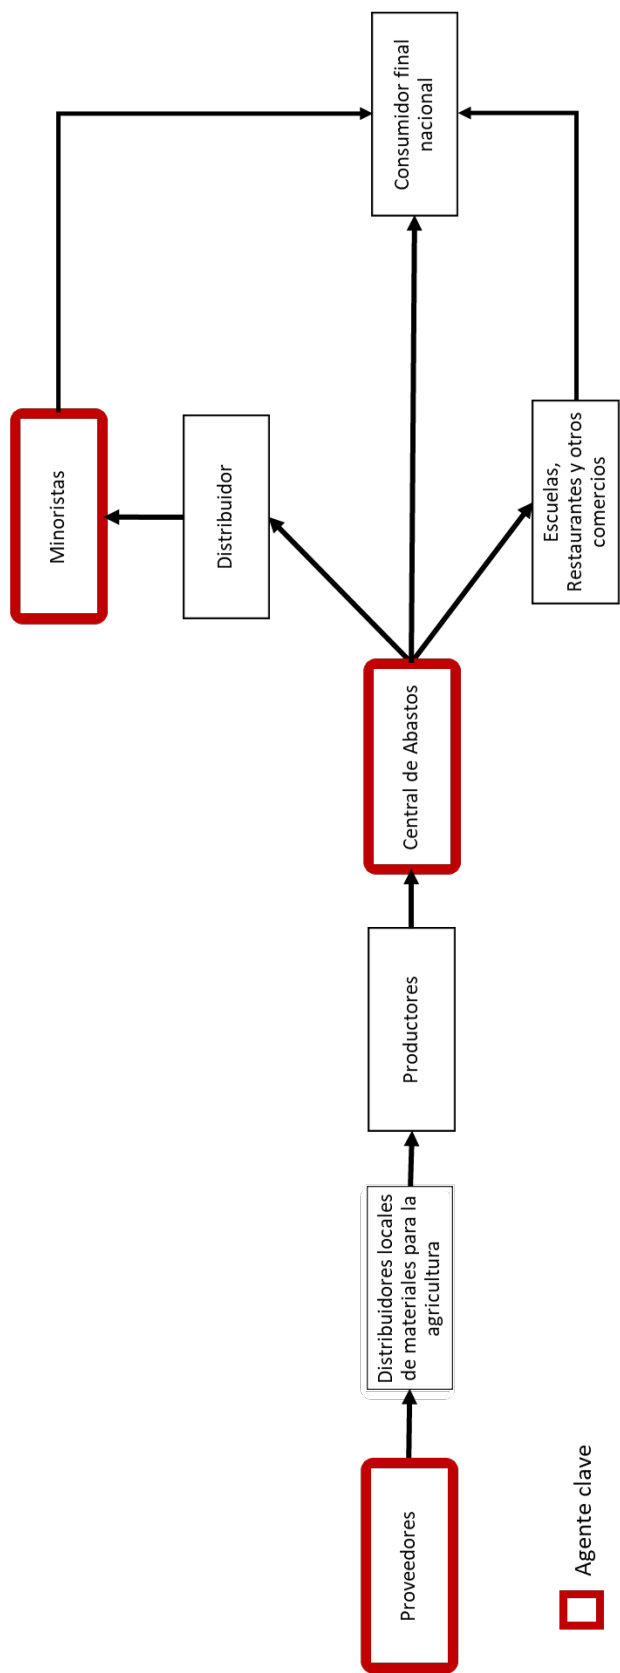 Proveedores
Distribuidores locales
de materiales para la
agricultura
Productores
Central de Abastos
Minoristas
Distribuidor
Escuelas,
Restaurantes y otros
comercios
Consumidor final
nacional
Agente clave